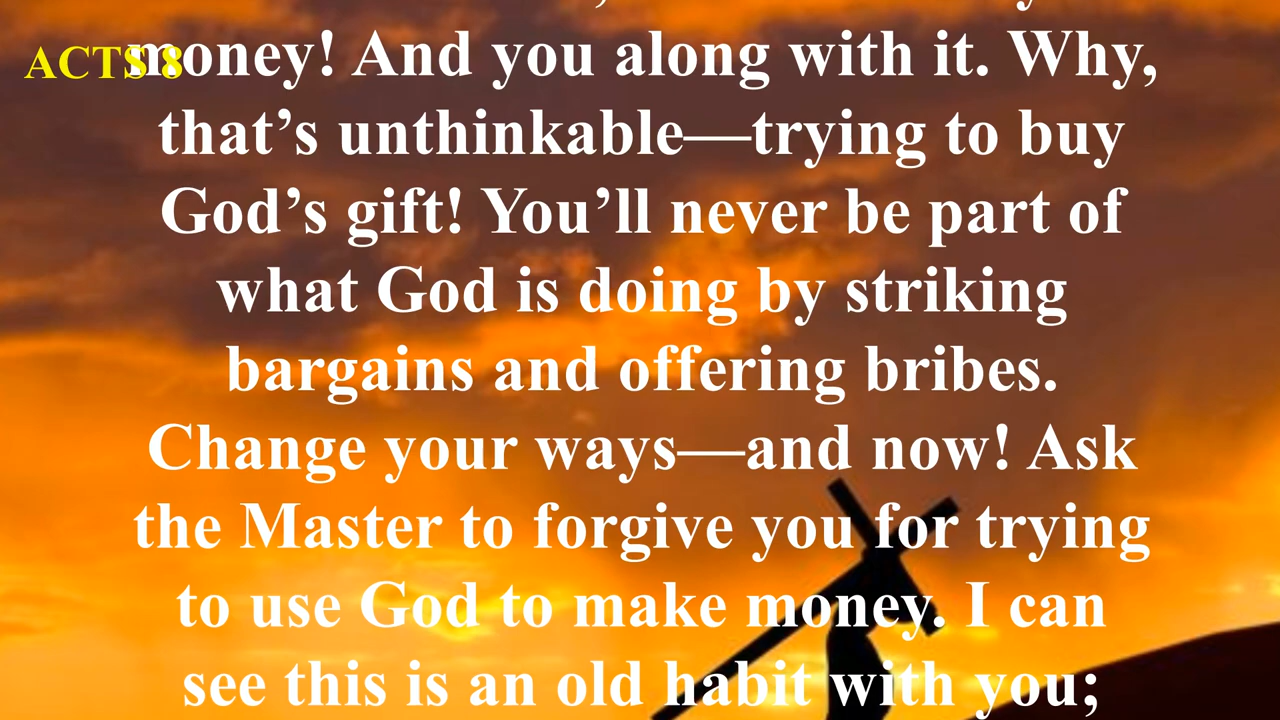 ACTS 8
money! And you along with it. Why,
that’s unthinkable—trying to buy
God’s gift! You’ll never be part of
what God is doing by striking
bargains and offering bribes.
Change your ways—and now! Ask
the Master to forgive you for trying
to use God to make money. I can
see this is an old habit with you;